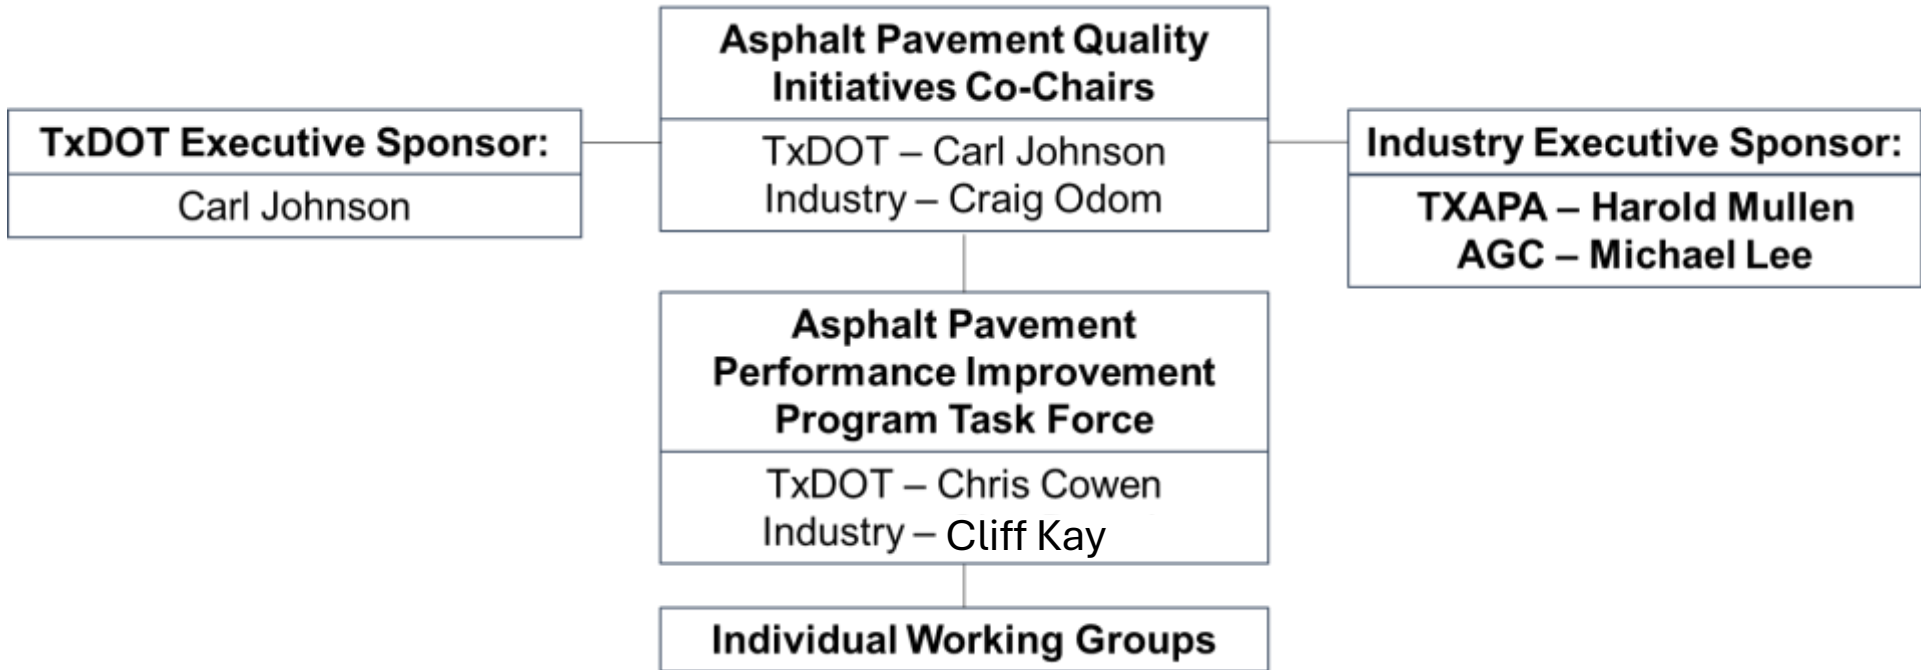 Asphalt Pavement Quality
Initiatives Co-Chairs
TxDOT – Carl Johnson
Industry – Craig Odom
TxDOT Executive Sponsor:
Carl Johnson
Industry Executive Sponsor:
TXAPA – Harold Mullen
AGC – Michael Lee
Asphalt Pavement
Performance Improvement
Program Task Force
TxDOT – Chris Cowen
Industry – Cliff Kay
Individual Working Groups